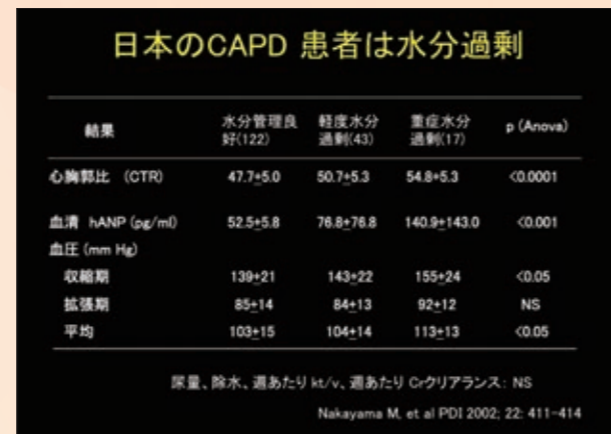 日本のCAPD 患者は水分過剰
結果 水分管理良好(122) 軽度水分過剰(43) 重症水分過剰(17) p (Anova)
心胸郭比 (CTR) 47.7±5.0 50.7±5.3 54.8±5.3 <0.0001
血清 hANP (pg/ml) 52.5±5.8 76.8±76.8 140.9±143.0 <0.001
血圧 (mm Hg)
収縮期 139±21 143±22 155±24 <0.05
拡張期 85±14 84±13 92±12 NS
平均 103±15 104±14 113±13 <0.05
尿量、除水、週あたり kt/v、週あたり Crクリアランス: NS
Nakayama M, et al PDI 2002; 22: 411-414